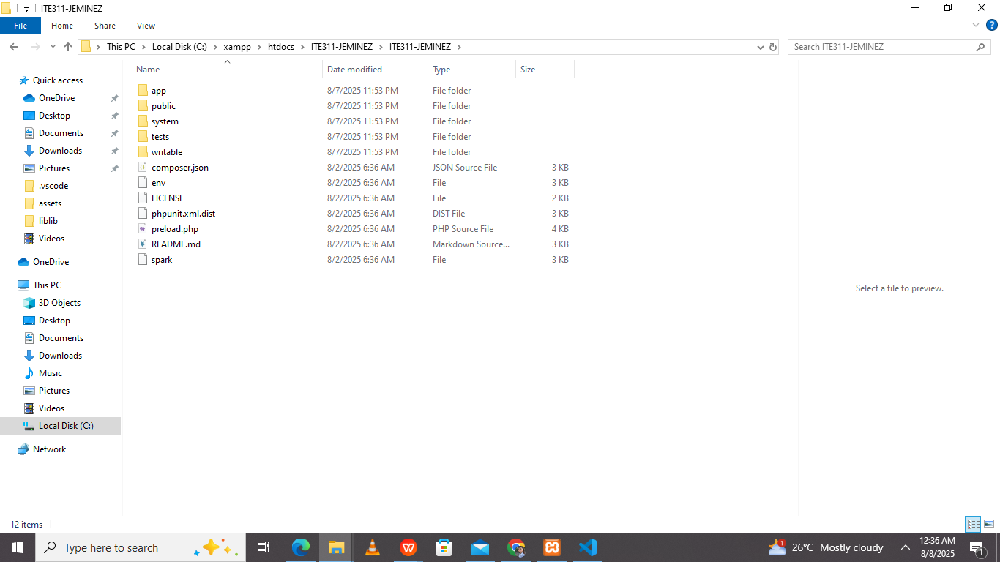 ITE311-JEMINEZ
File Home Share View
This PC Local Disk (C:) xampp htdocs ITE311-JEMINEZ ITE311-JEMINEZ
Search ITE311-JEMINEZ
Quick access
OneDrive
Desktop
Documents
Downloads
Pictures
.vscode
assets
liblib
Videos
OneDrive
This PC
3D Objects
Desktop
Documents
Downloads
Music
Pictures
Videos
Local Disk (C:)
Network
Name Date modified Type Size
app 8/7/2025 11:53 PM File folder
public 8/7/2025 11:53 PM File folder
system 8/7/2025 11:53 PM File folder
tests 8/7/2025 11:53 PM File folder
writable 8/7/2025 11:53 PM File folder
composer.json 8/2/2025 6:36 AM JSON Source File 3 KB
env 8/2/2025 6:36 AM File 3 KB
LICENSE 8/2/2025 6:36 AM File 2 KB
phpunit.xml.dist 8/2/2025 6:36 AM DIST File 3 KB
preload.php 8/2/2025 6:36 AM PHP Source File 4 KB
README.md 8/2/2025 6:36 AM Markdown Source... 3 KB
spark 8/2/2025 6:36 AM File 3 KB
Select a file to preview.
12 items
Type here to search
1
26°C Mostly cloudy
12:36 AM
8/8/2025
1